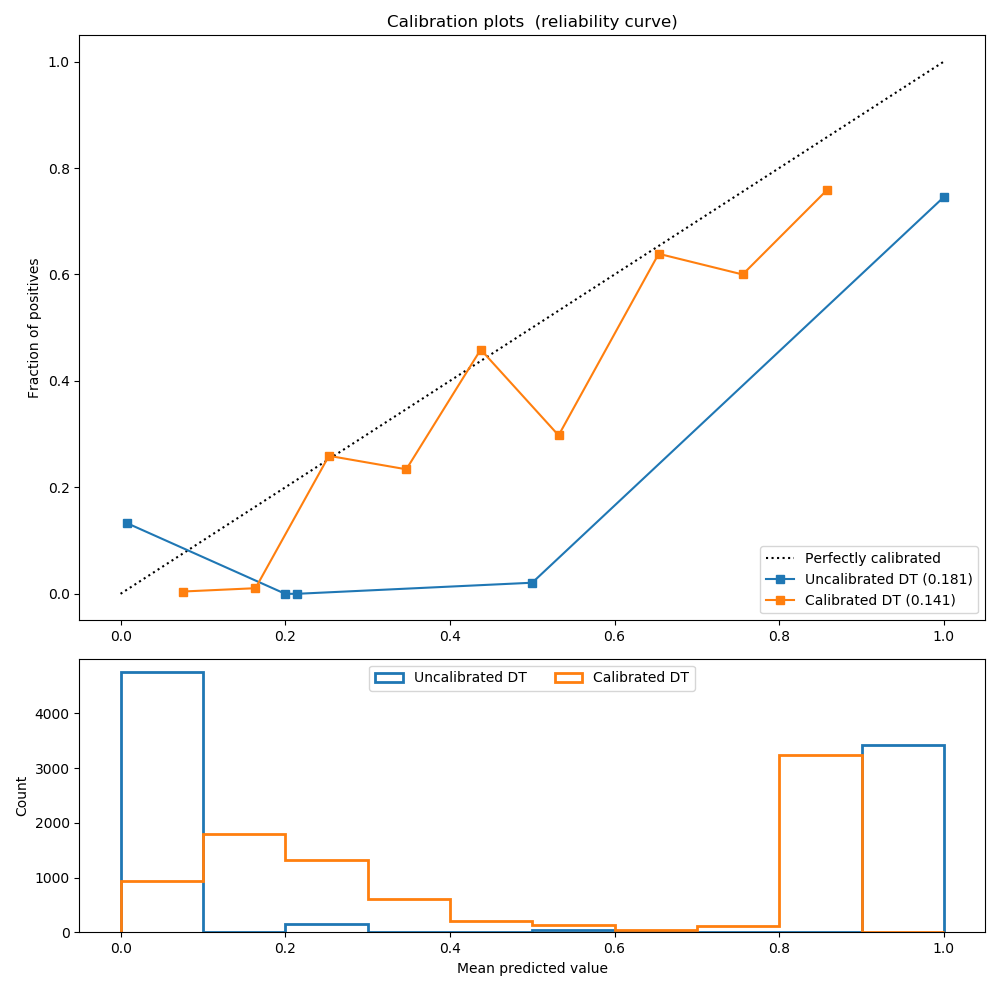 Calibration plots  (reliability curve)
1.0
0.8
0.6
0.4
0.2
0.0
Fraction of positives
Perfectly calibrated
Uncalibrated DT (0.181)
Calibrated DT (0.141)
0.0 0.2 0.4 0.6 0.8 1.0
Uncalibrated DT Calibrated DT
4000
3000
2000
1000
0
Count
0.0 0.2 0.4 0.6 0.8 1.0
Mean predicted value